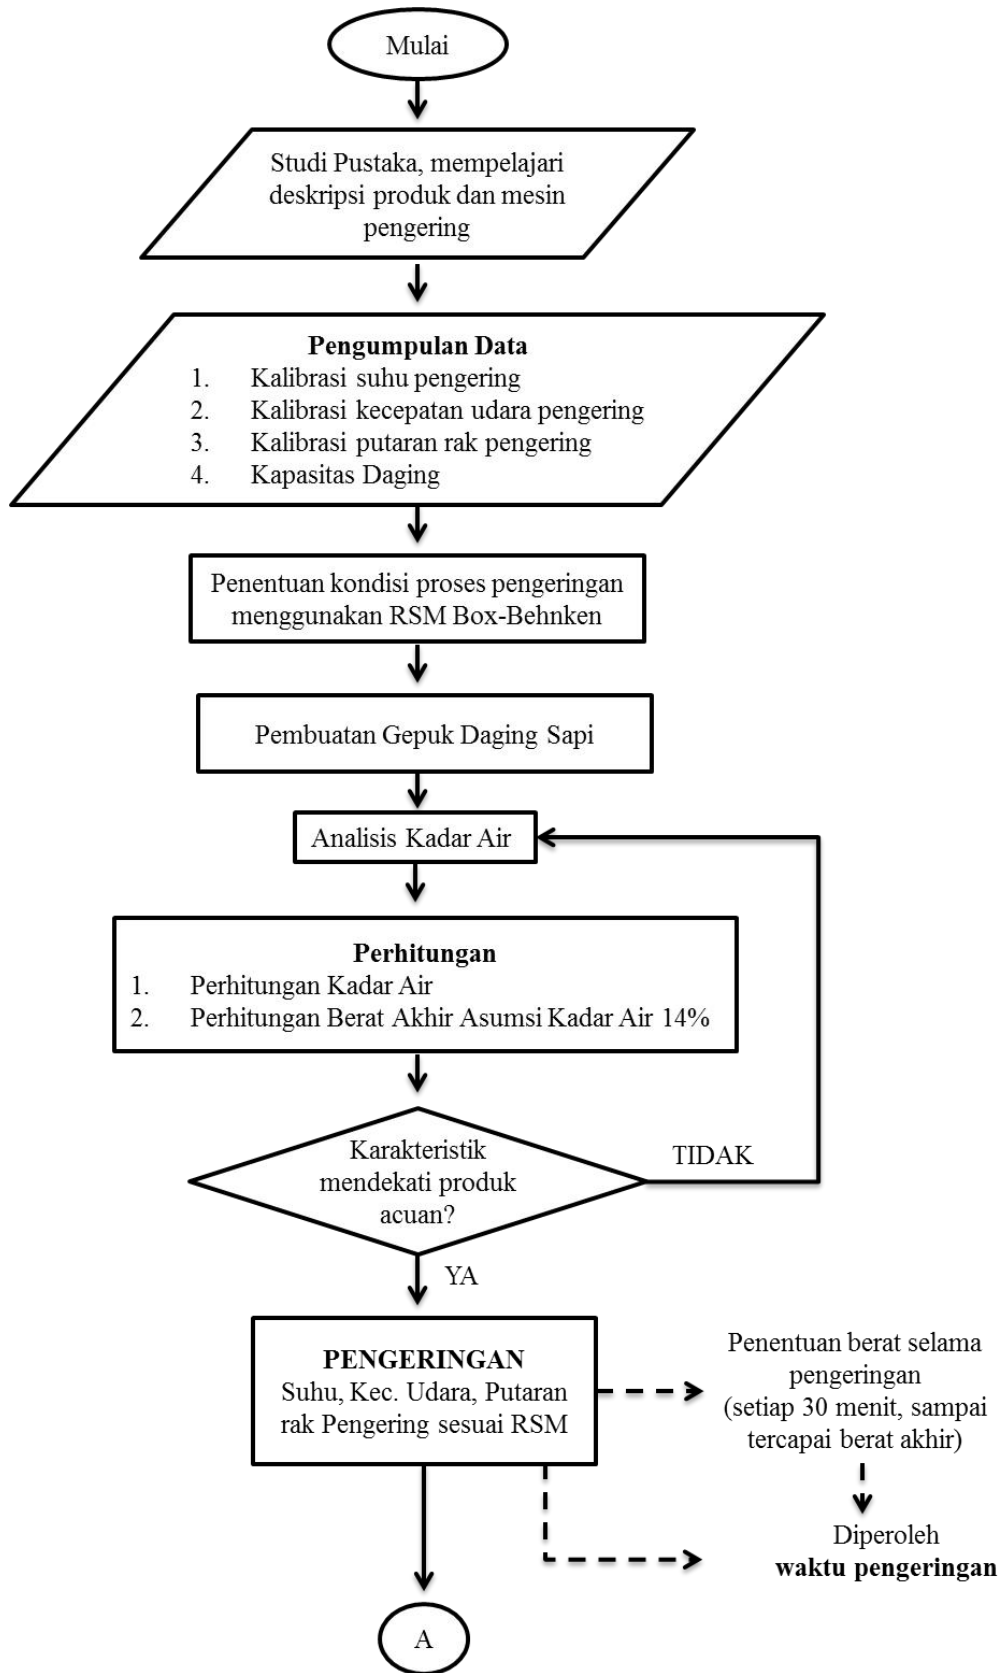 Mulai
Studi Pustaka, mempelajari
deskripsi produk dan mesin
pengering
Pengumpulan Data
1. Kalibrasi suhu pengering
2. Kalibrasi kecepatan udara pengering
3. Kalibrasi putaran rak pengering
4. Kapasitas Daging
Penentuan kondisi proses pengeringan
menggunakan RSM Box-Behnken
Pembuatan Gepuk Daging Sapi
Analisis Kadar Air
Perhitungan
1. Perhitungan Kadar Air
2. Perhitungan Berat Akhir Asumsi Kadar Air 14%
Karakteristik
mendekati produk
acuan?
TIDAK
YA
PENGERINGAN
Suhu, Kec. Udara, Putaran
rak Pengering sesuai RSM
Penentuan berat selama
pengeringan
(setiap 30 menit, sampai
tercapai berat akhir)
Diperoleh
waktu pengeringan
A